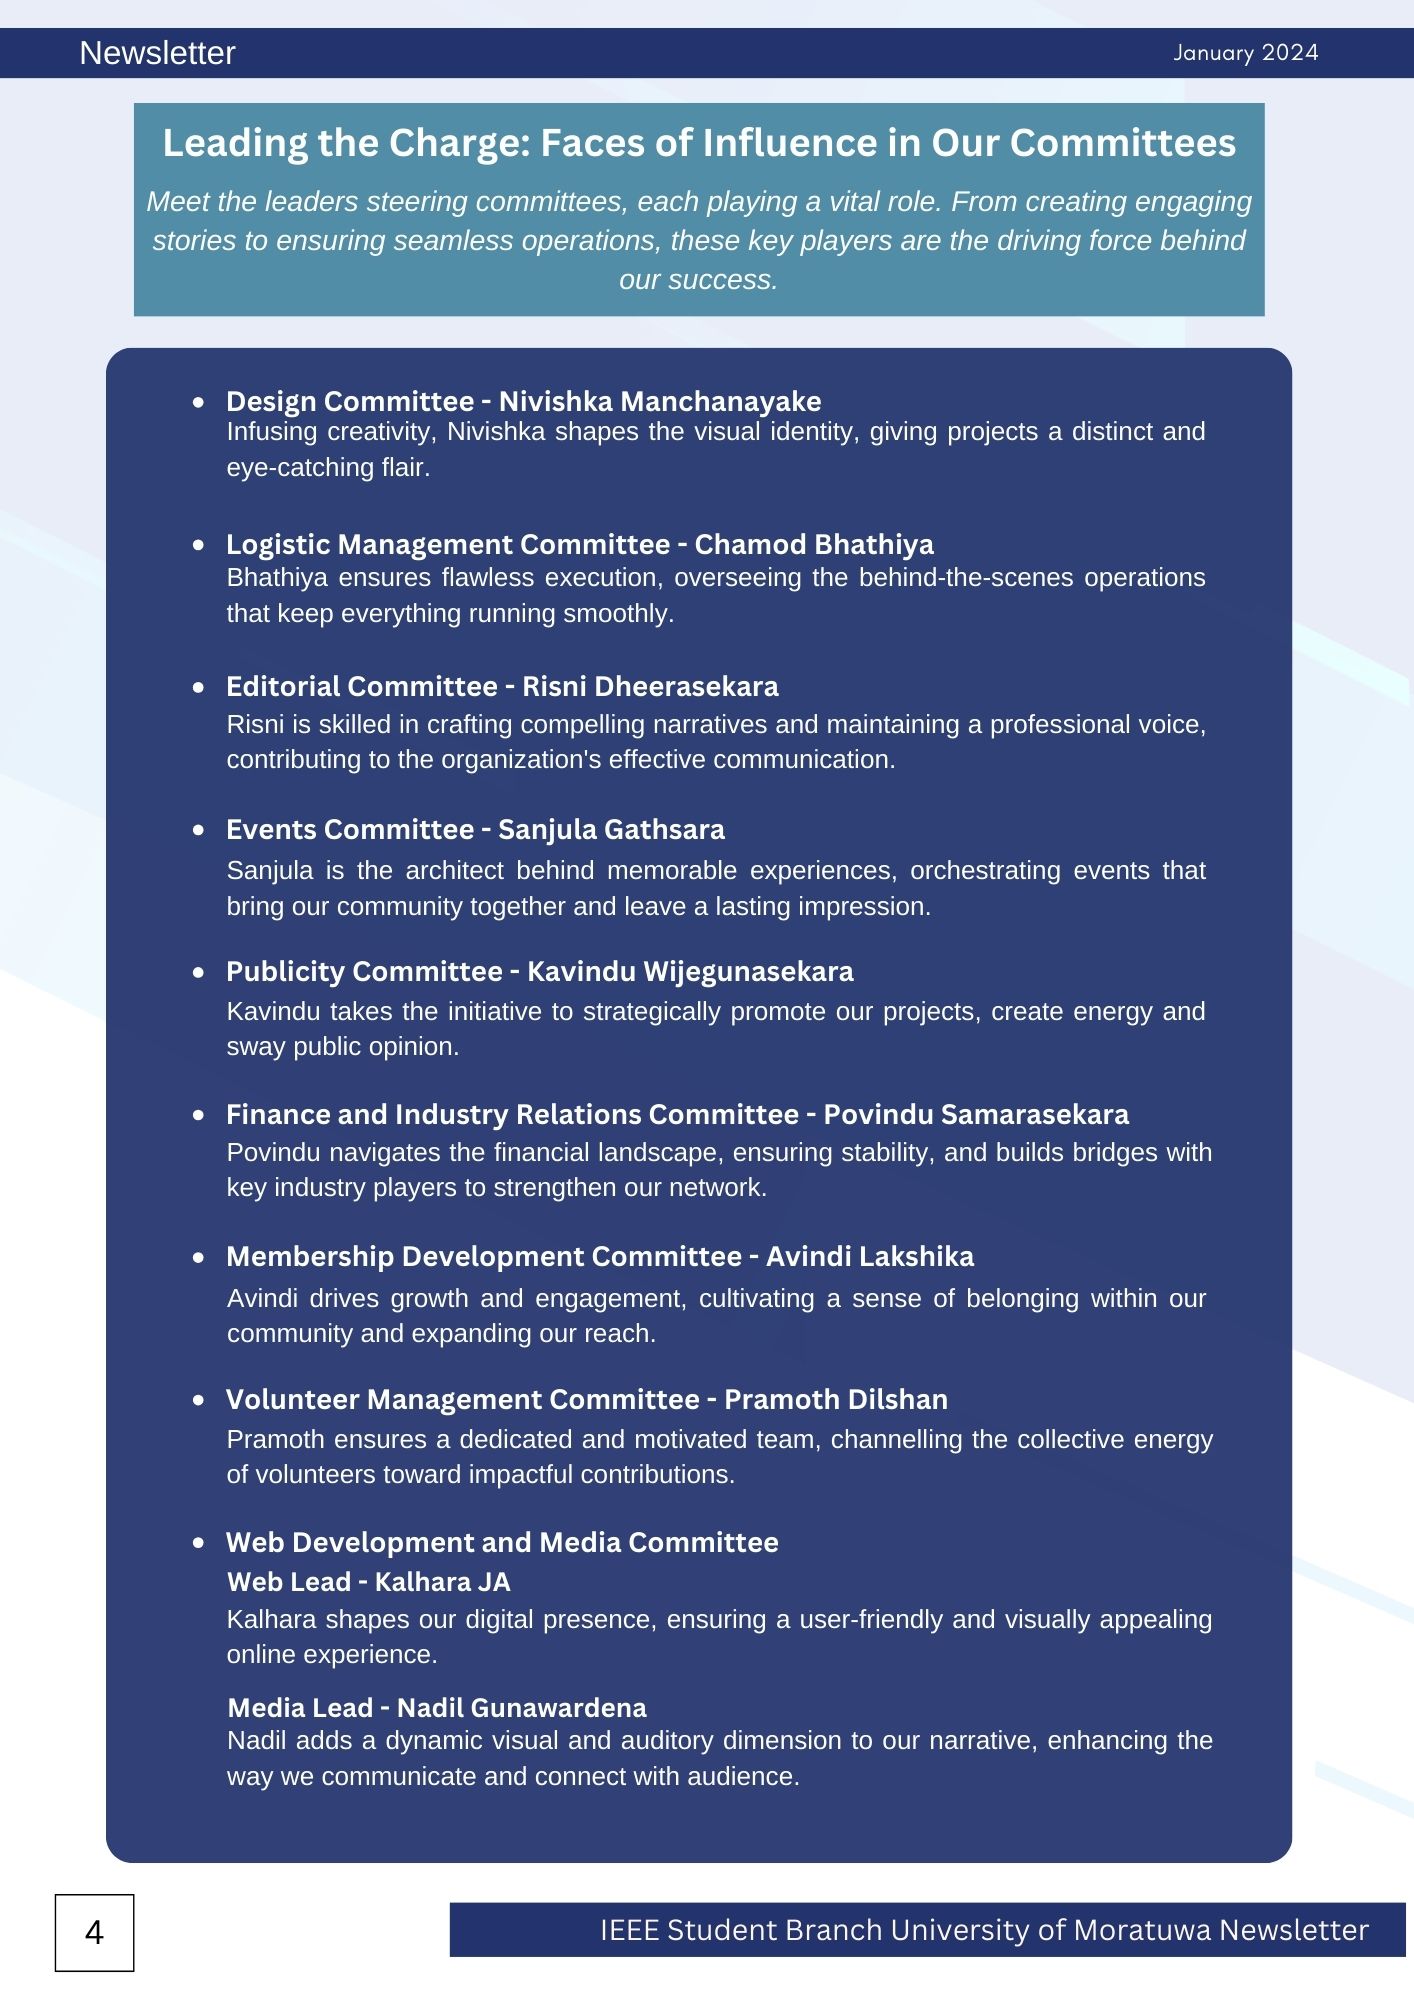 Newsletter
January 2024
Leading the Charge: Faces of Influence in Our Committees
Meet the leaders steering committees, each playing a vital role. From creating engaging
stories to ensuring seamless operations, these key players are the driving force behind
our success.
• Design Committee - Nivishka Manchanayake
Infusing creativity, Nivishka shapes the visual identity, giving projects a distinct and
eye-catching flair.
• Logistic Management Committee - Chamod Bhathiya
Bhathiya ensures flawless execution, overseeing the behind-the-scenes operations
that keep everything running smoothly.
• Editorial Committee - Risni Dheerasekara
Risni is skilled in crafting compelling narratives and maintaining a professional voice,
contributing to the organization's effective communication.
• Events Committee - Sanjula Gathsara
Sanjula is the architect behind memorable experiences, orchestrating events that
bring our community together and leave a lasting impression.
• Publicity Committee - Kavindu Wijegunasekara
Kavindu takes the initiative to strategically promote our projects, create energy and
sway public opinion.
• Finance and Industry Relations Committee - Povindu Samarasekara
Povindu navigates the financial landscape, ensuring stability, and builds bridges with
key industry players to strengthen our network.
• Membership Development Committee - Avindi Lakshika
Avindi drives growth and engagement, cultivating a sense of belonging within our
community and expanding our reach.
• Volunteer Management Committee - Pramoth Dilshan
Pramoth ensures a dedicated and motivated team, channelling the collective energy
of volunteers toward impactful contributions.
• Web Development and Media Committee
Web Lead - Kalhara JA
Kalhara shapes our digital presence, ensuring a user-friendly and visually appealing
online experience.
Media Lead - Nadil Gunawardena
Nadil adds a dynamic visual and auditory dimension to our narrative, enhancing the
way we communicate and connect with audience.
4
IEEE Student Branch University of Moratuwa Newsletter